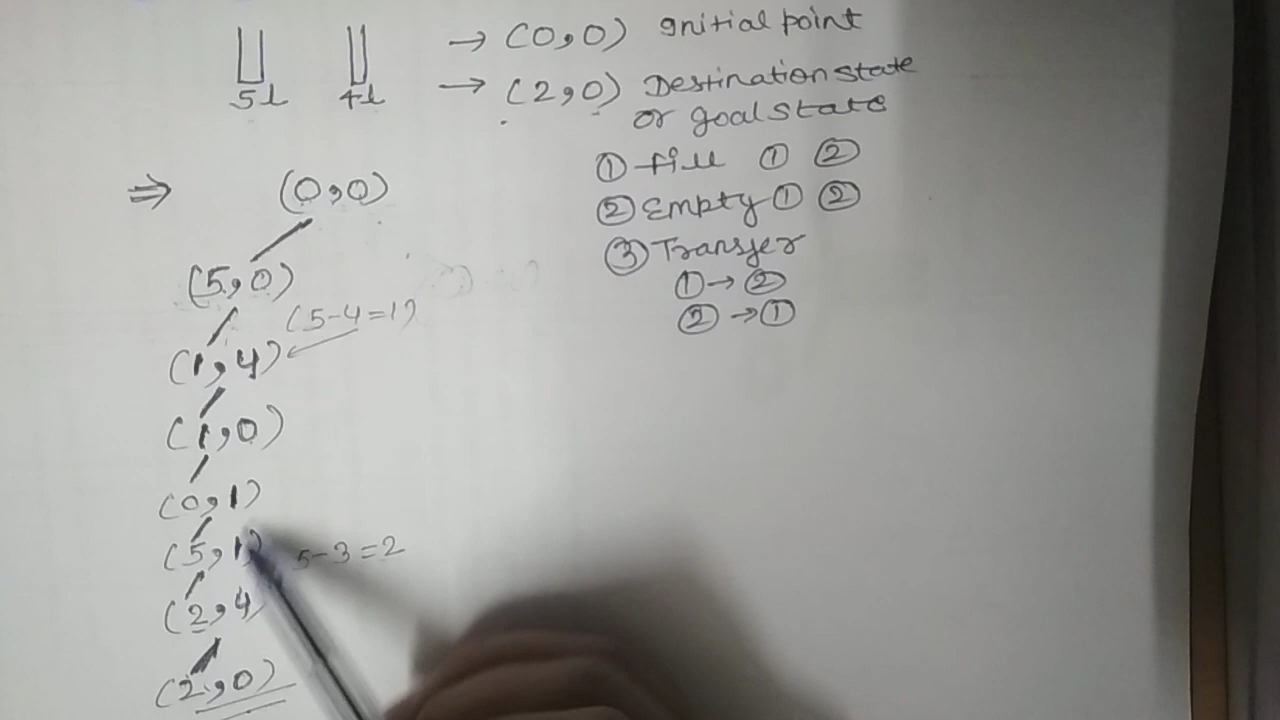 5l 4l → (0,0) Initial point
→ (2,0) Destination state
or goal state
① fill ① ②
② Empty ① ②
③ Transfer
① → ②
② → ①
⇒ (0,0)
(5,0)
(5-4=1)
(1,4)
(1,0)
(0,1)
(5,1) 5-3=2
(2,4)
(2,0)